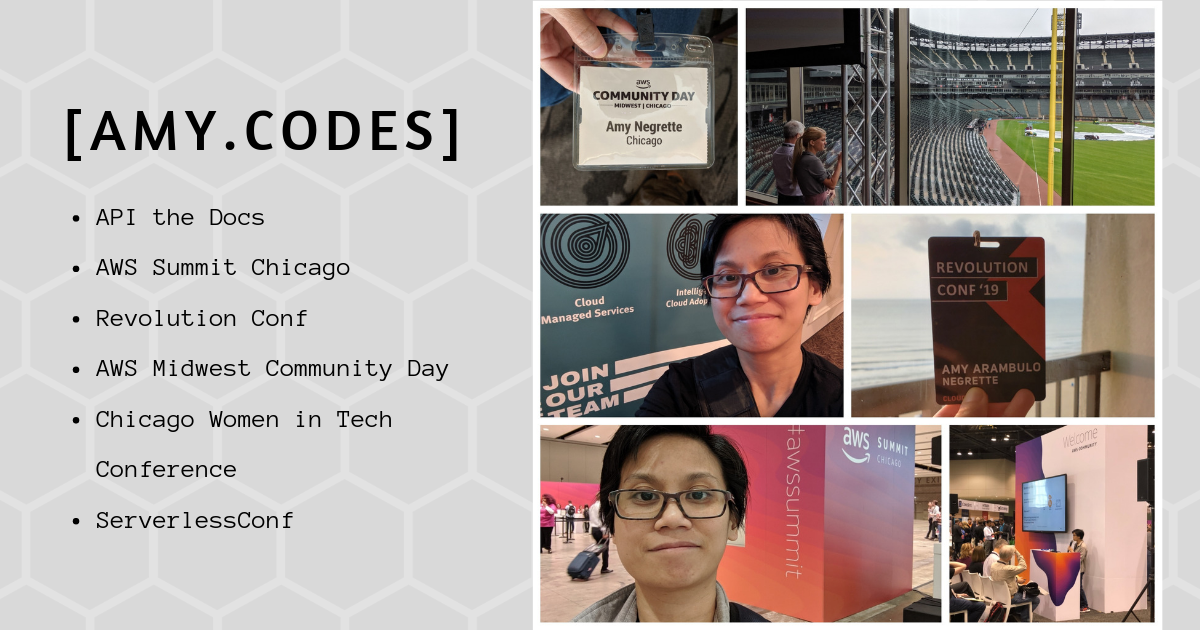 [AMY.CODES]
API the Docs
AWS Summit Chicago
Revolution Conf
AWS Midwest Community Day
Chicago Women in Tech
Conference
ServerlessConf
aws
COMMUNITY DAY
MIDWEST | CHICAGO
Amy Negrette
Chicago
Cloud
Managed Services
Cloud
JOIN
OUR
TEAM
REVOLUTION
CONF '19
AMY ARAMBULO
NEGRETTE
#awssummit
aws SUMMIT
CHICAGO
Welcome